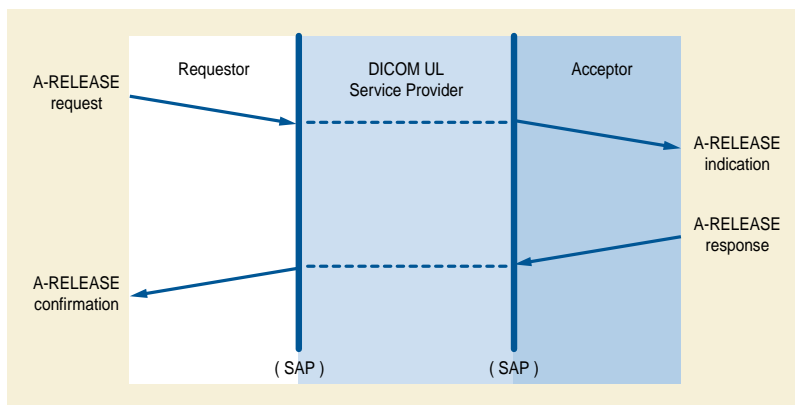 Requestor
DICOM UL
Service Provider
Acceptor
A-RELEASE
request
A-RELEASE
indication
A-RELEASE
response
A-RELEASE
confirmation
( SAP )
( SAP )